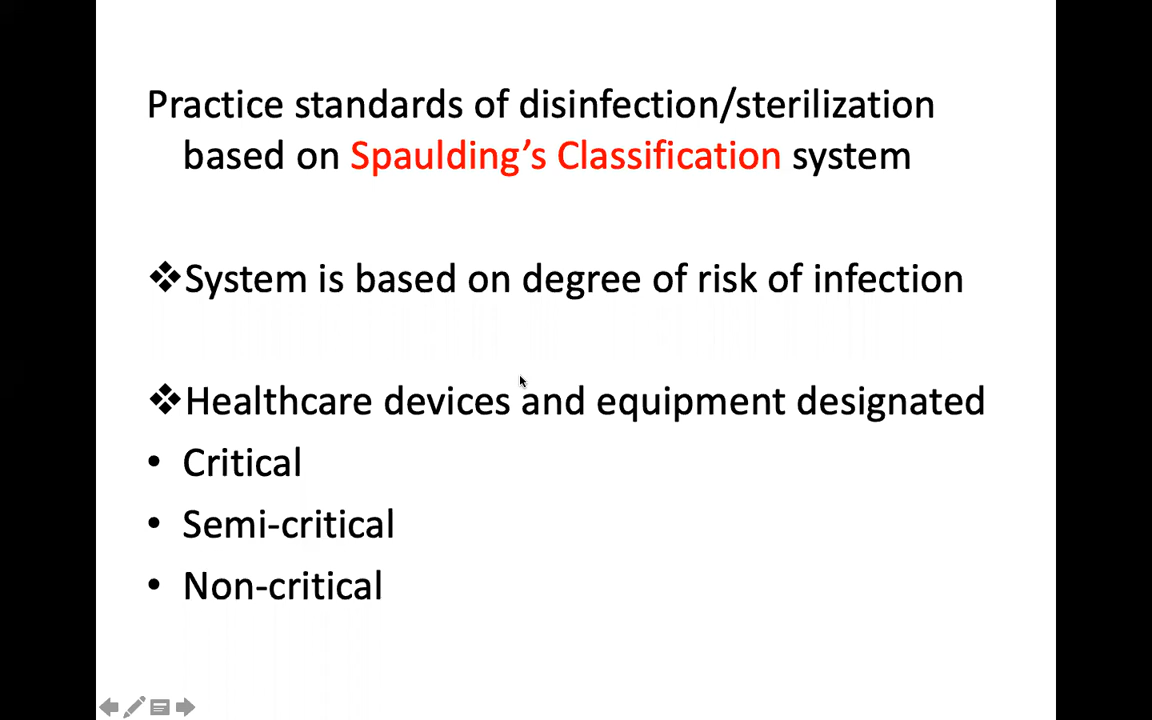 Practice standards of disinfection/sterilization
based on Spaulding’s Classification system
❖System is based on degree of risk of infection
❖Healthcare devices and equipment designated
• Critical
• Semi-critical
• Non-critical